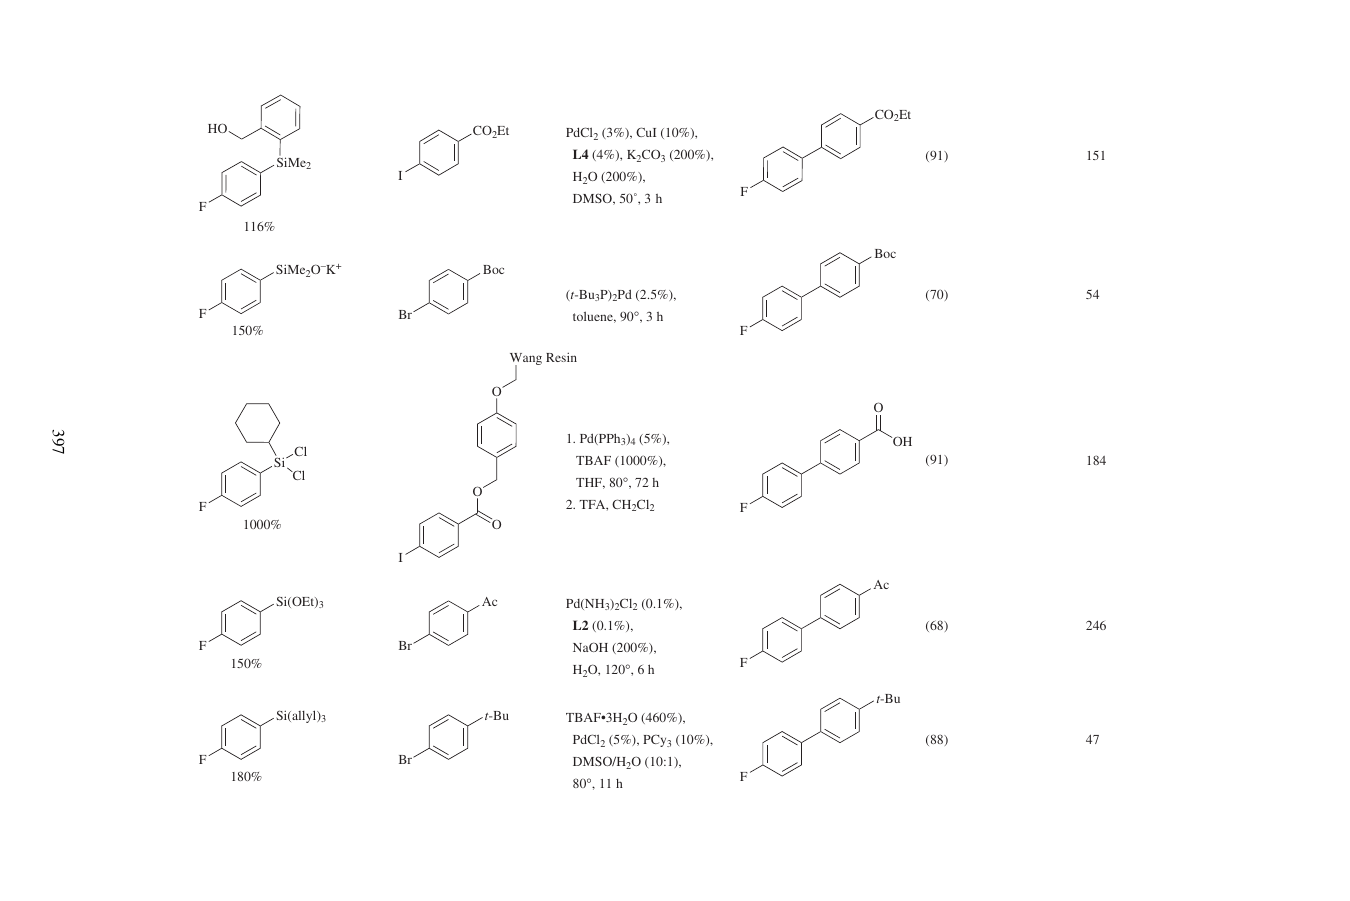 HO
SiMe2
F
116%
CO2Et
I
PdCl2 (3%), CuI (10%),
L4 (4%), K2CO3 (200%),
H2O (200%),
DMSO, 50˚, 3 h
CO2Et
F
(91)
151
SiMe2O–K+
F
150%
Boc
Br
(t-Bu3P)2Pd (2.5%),
toluene, 90°, 3 h
Boc
F
(70)
54
Cl
Si
Cl
F
1000%
Wang Resin
O
O
O
I
1. Pd(PPh3)4 (5%),
TBAF (1000%),
THF, 80°, 72 h
2. TFA, CH2Cl2
O
OH
F
(91)
184
397
Si(OEt)3
F
150%
Ac
Br
Pd(NH3)2Cl2 (0.1%),
L2 (0.1%),
NaOH (200%),
H2O, 120°, 6 h
Ac
F
(68)
246
Si(allyl)3
F
180%
t-Bu
Br
TBAF•3H2O (460%),
PdCl2 (5%), PCy3 (10%),
DMSO/H2O (10:1),
80°, 11 h
t-Bu
F
(88)
47